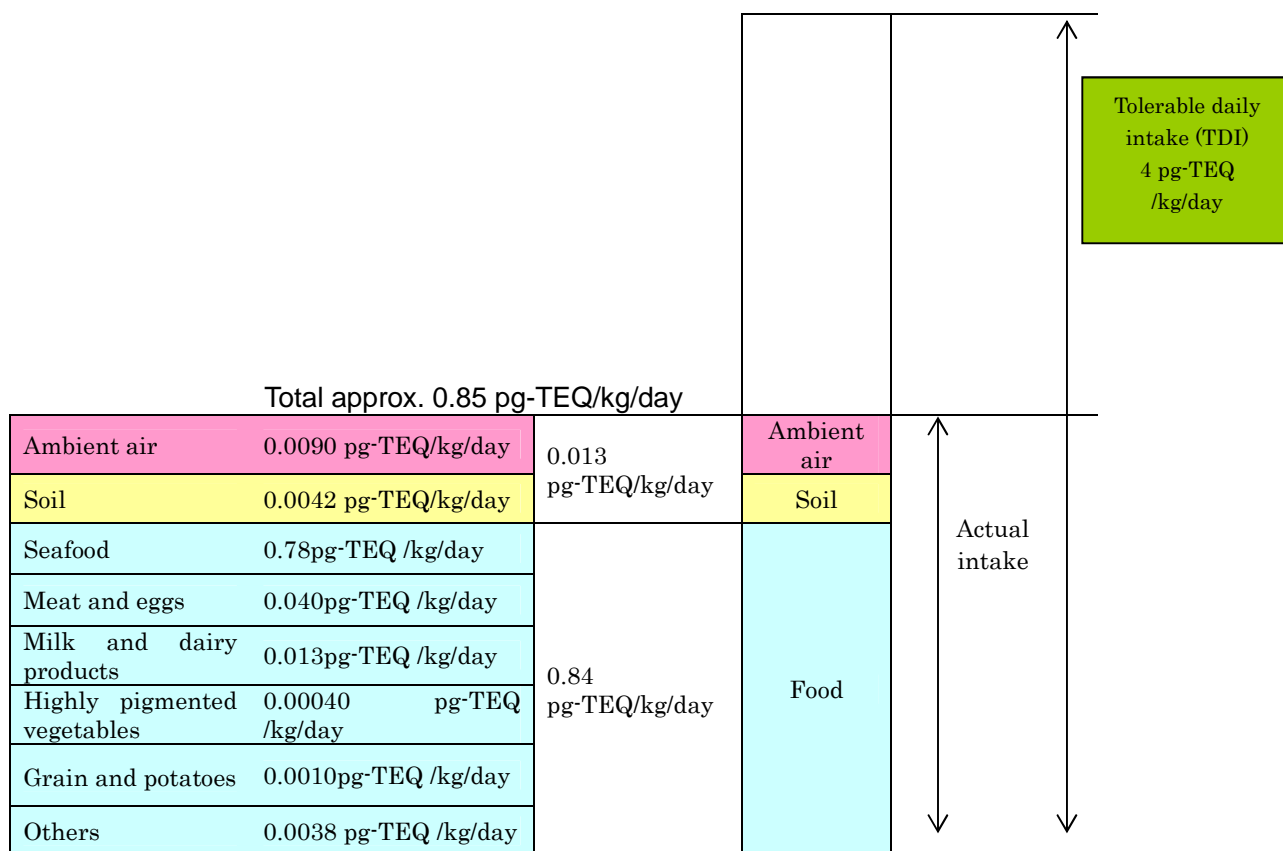 Tolerable daily
intake (TDI)
4 pg-TEQ
/kg/day
Total approx. 0.85 pg-TEQ/kg/day
Ambient air 0.0090 pg-TEQ/kg/day
0.013
pg-TEQ/kg/day
Ambient
air
Soil 0.0042 pg-TEQ/kg/day
Soil
Seafood 0.78pg-TEQ /kg/day
Actual
intake
Meat and eggs 0.040pg-TEQ /kg/day
Milk and dairy
products
0.013pg-TEQ /kg/day
0.84
pg-TEQ/kg/day
Food
Highly pigmented
vegetables
0.00040 pg-TEQ
/kg/day
Grain and potatoes 0.0010pg-TEQ /kg/day
Others 0.0038 pg-TEQ /kg/day